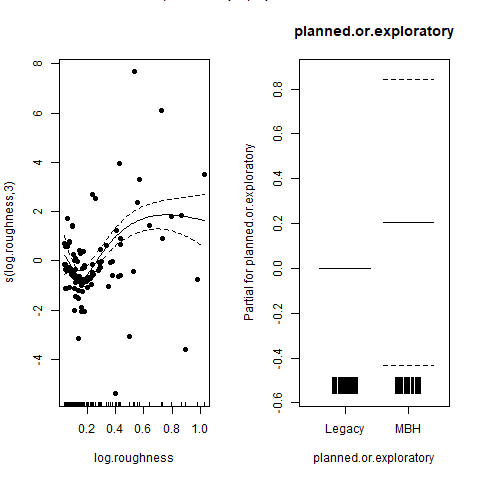 planned.or.exploratory
s(log.roughness,3)
8
6
4
2
0
-2
-4
0.2
0.4
0.6
0.8
1.0
log.roughness
Partial for planned.or.exploratory
0.8
0.6
0.4
0.2
0.0
-0.2
-0.4
-0.6
Legacy
MBH
planned.or.exploratory